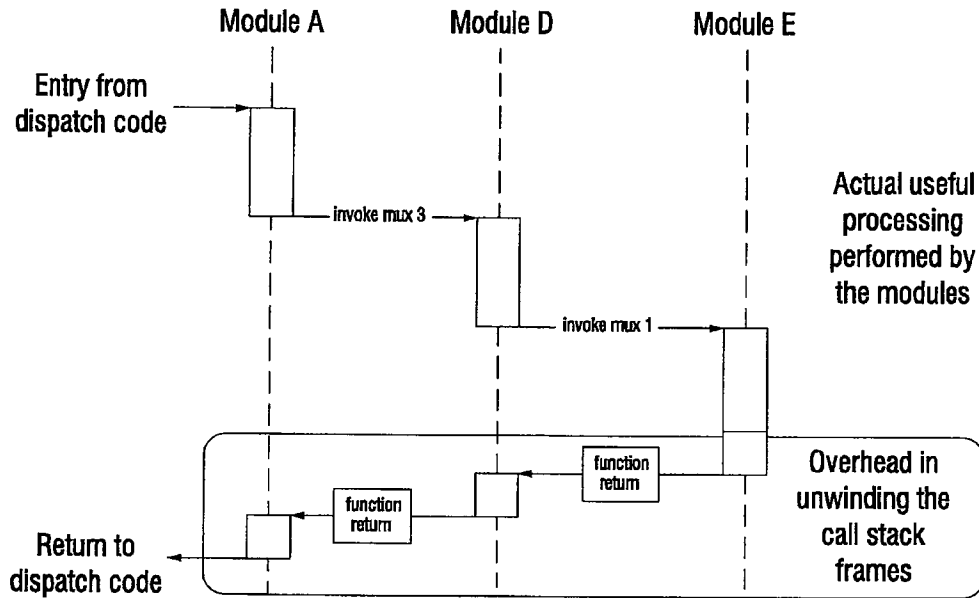 Module A
Module D
Module E
Entry from
dispatch code
invoke mux 3
Actual useful
processing
performed by
the modules
invoke mux 1
function
return
function
return
Overhead in
unwinding the
call stack
frames
Return to
dispatch code